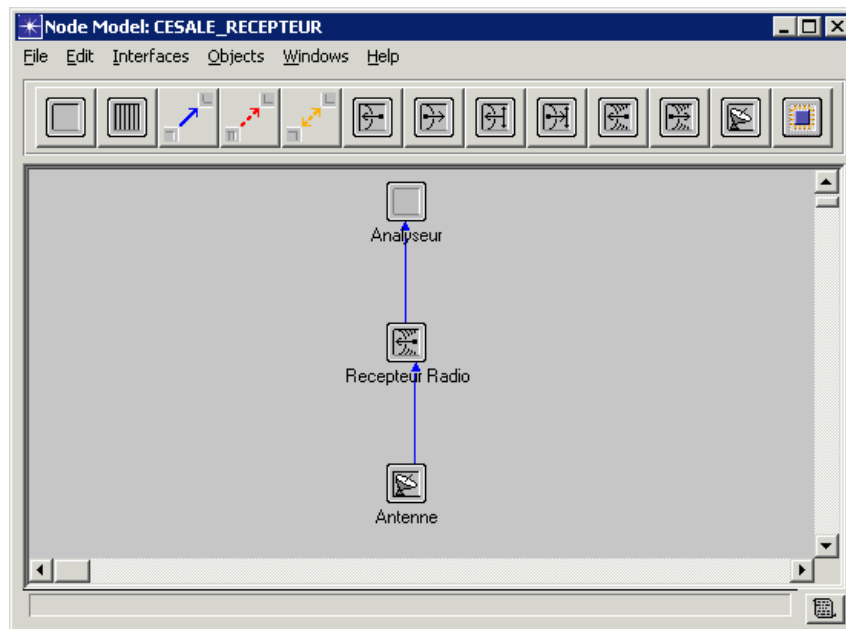 Node Model: CESALE_RECEPTEUR
File Edit Interfaces Objects Windows Help
Analyseur
Recepteur Radio
Antenne